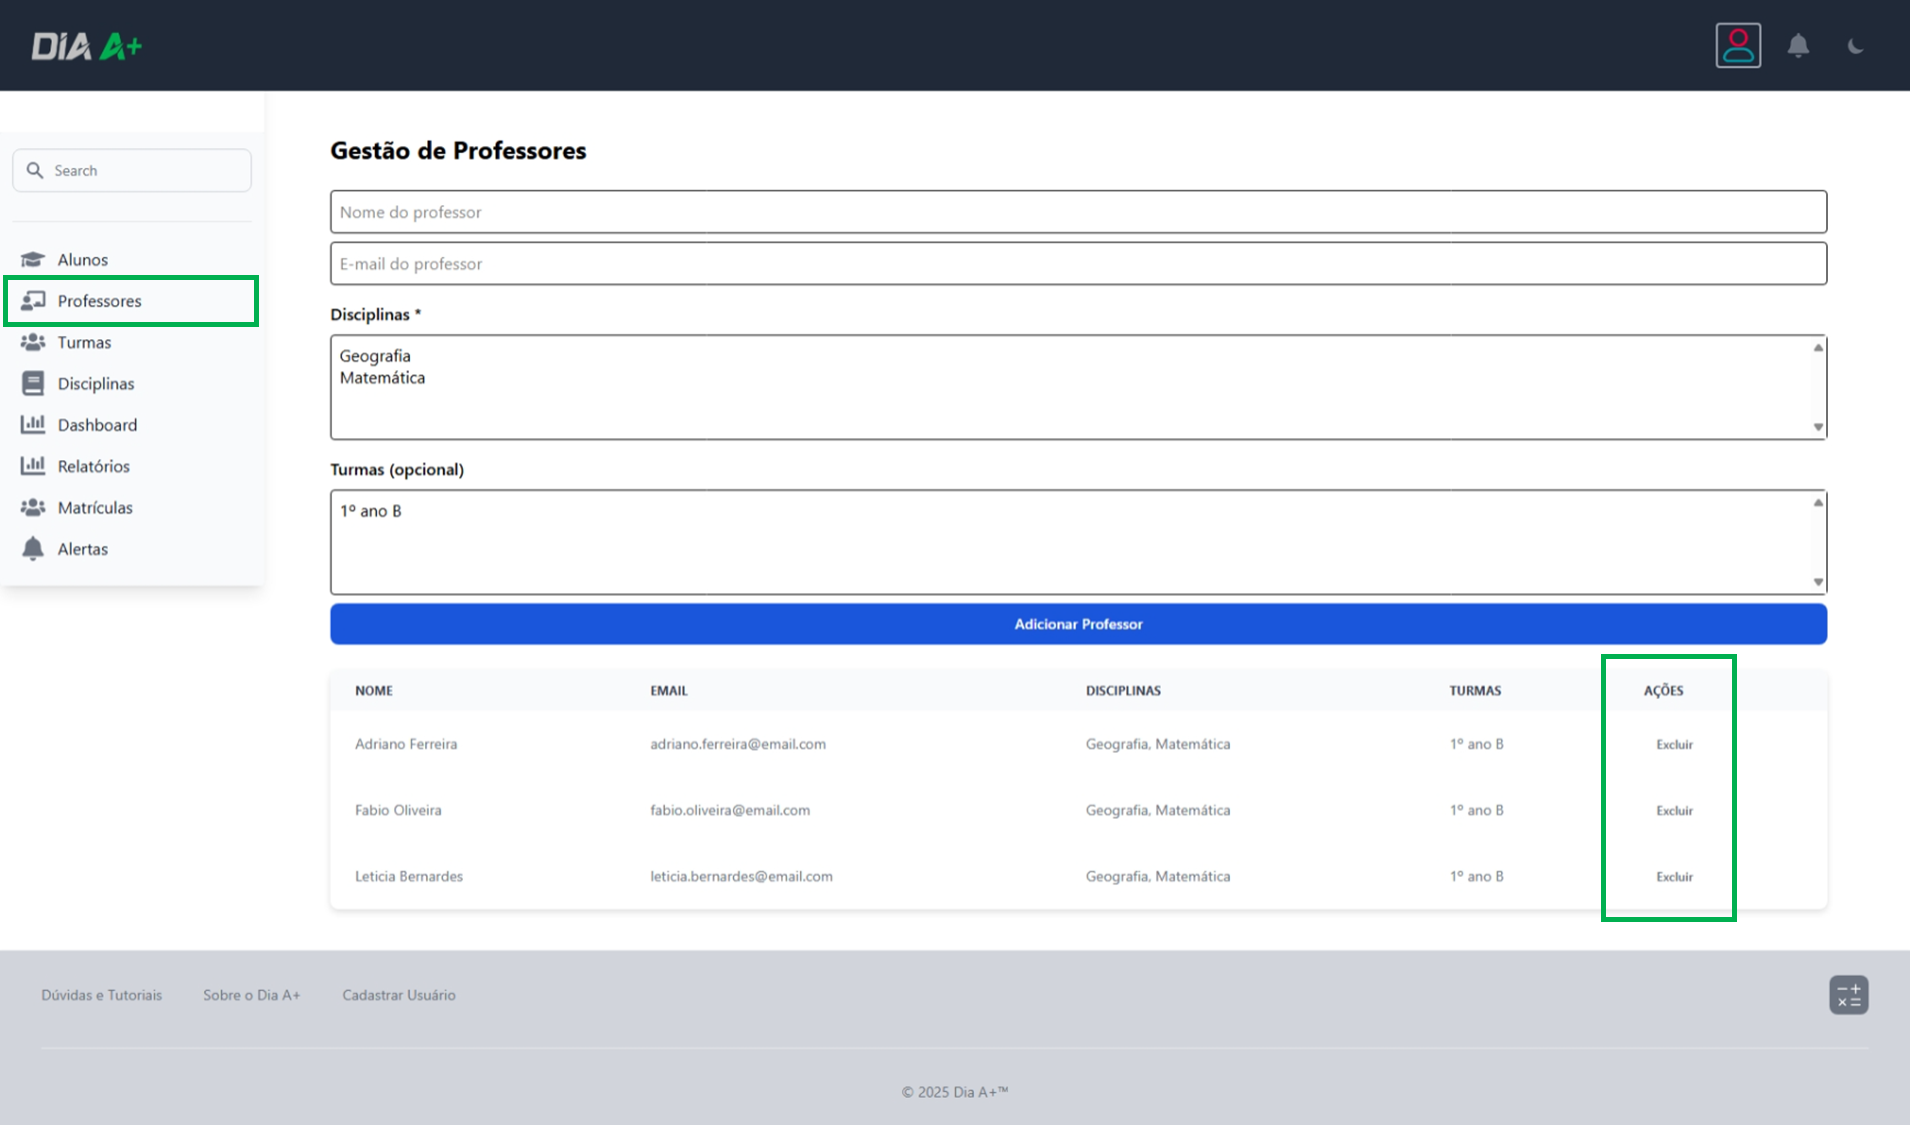 DIA A+
Search
Alunos
Professores
Turmas
Disciplinas
Dashboard
Relatórios
Matrículas
Alertas
Gestão de Professores
Nome do professor
E-mail do professor
Disciplinas *
Geografia
Matemática
Turmas (opcional)
1º ano B
Adicionar Professor
NOME EMAIL DISCIPLINAS TURMAS AÇÕES
Adriano Ferreira adriano.ferreira@email.com Geografia, Matemática 1º ano B Excluir
Fabio Oliveira fabio.oliveira@email.com Geografia, Matemática 1º ano B Excluir
Leticia Bernardes leticia.bernardes@email.com Geografia, Matemática 1º ano B Excluir
Dúvidas e Tutoriais Sobre o Dia A+ Cadastrar Usuário
© 2025 Dia A+™